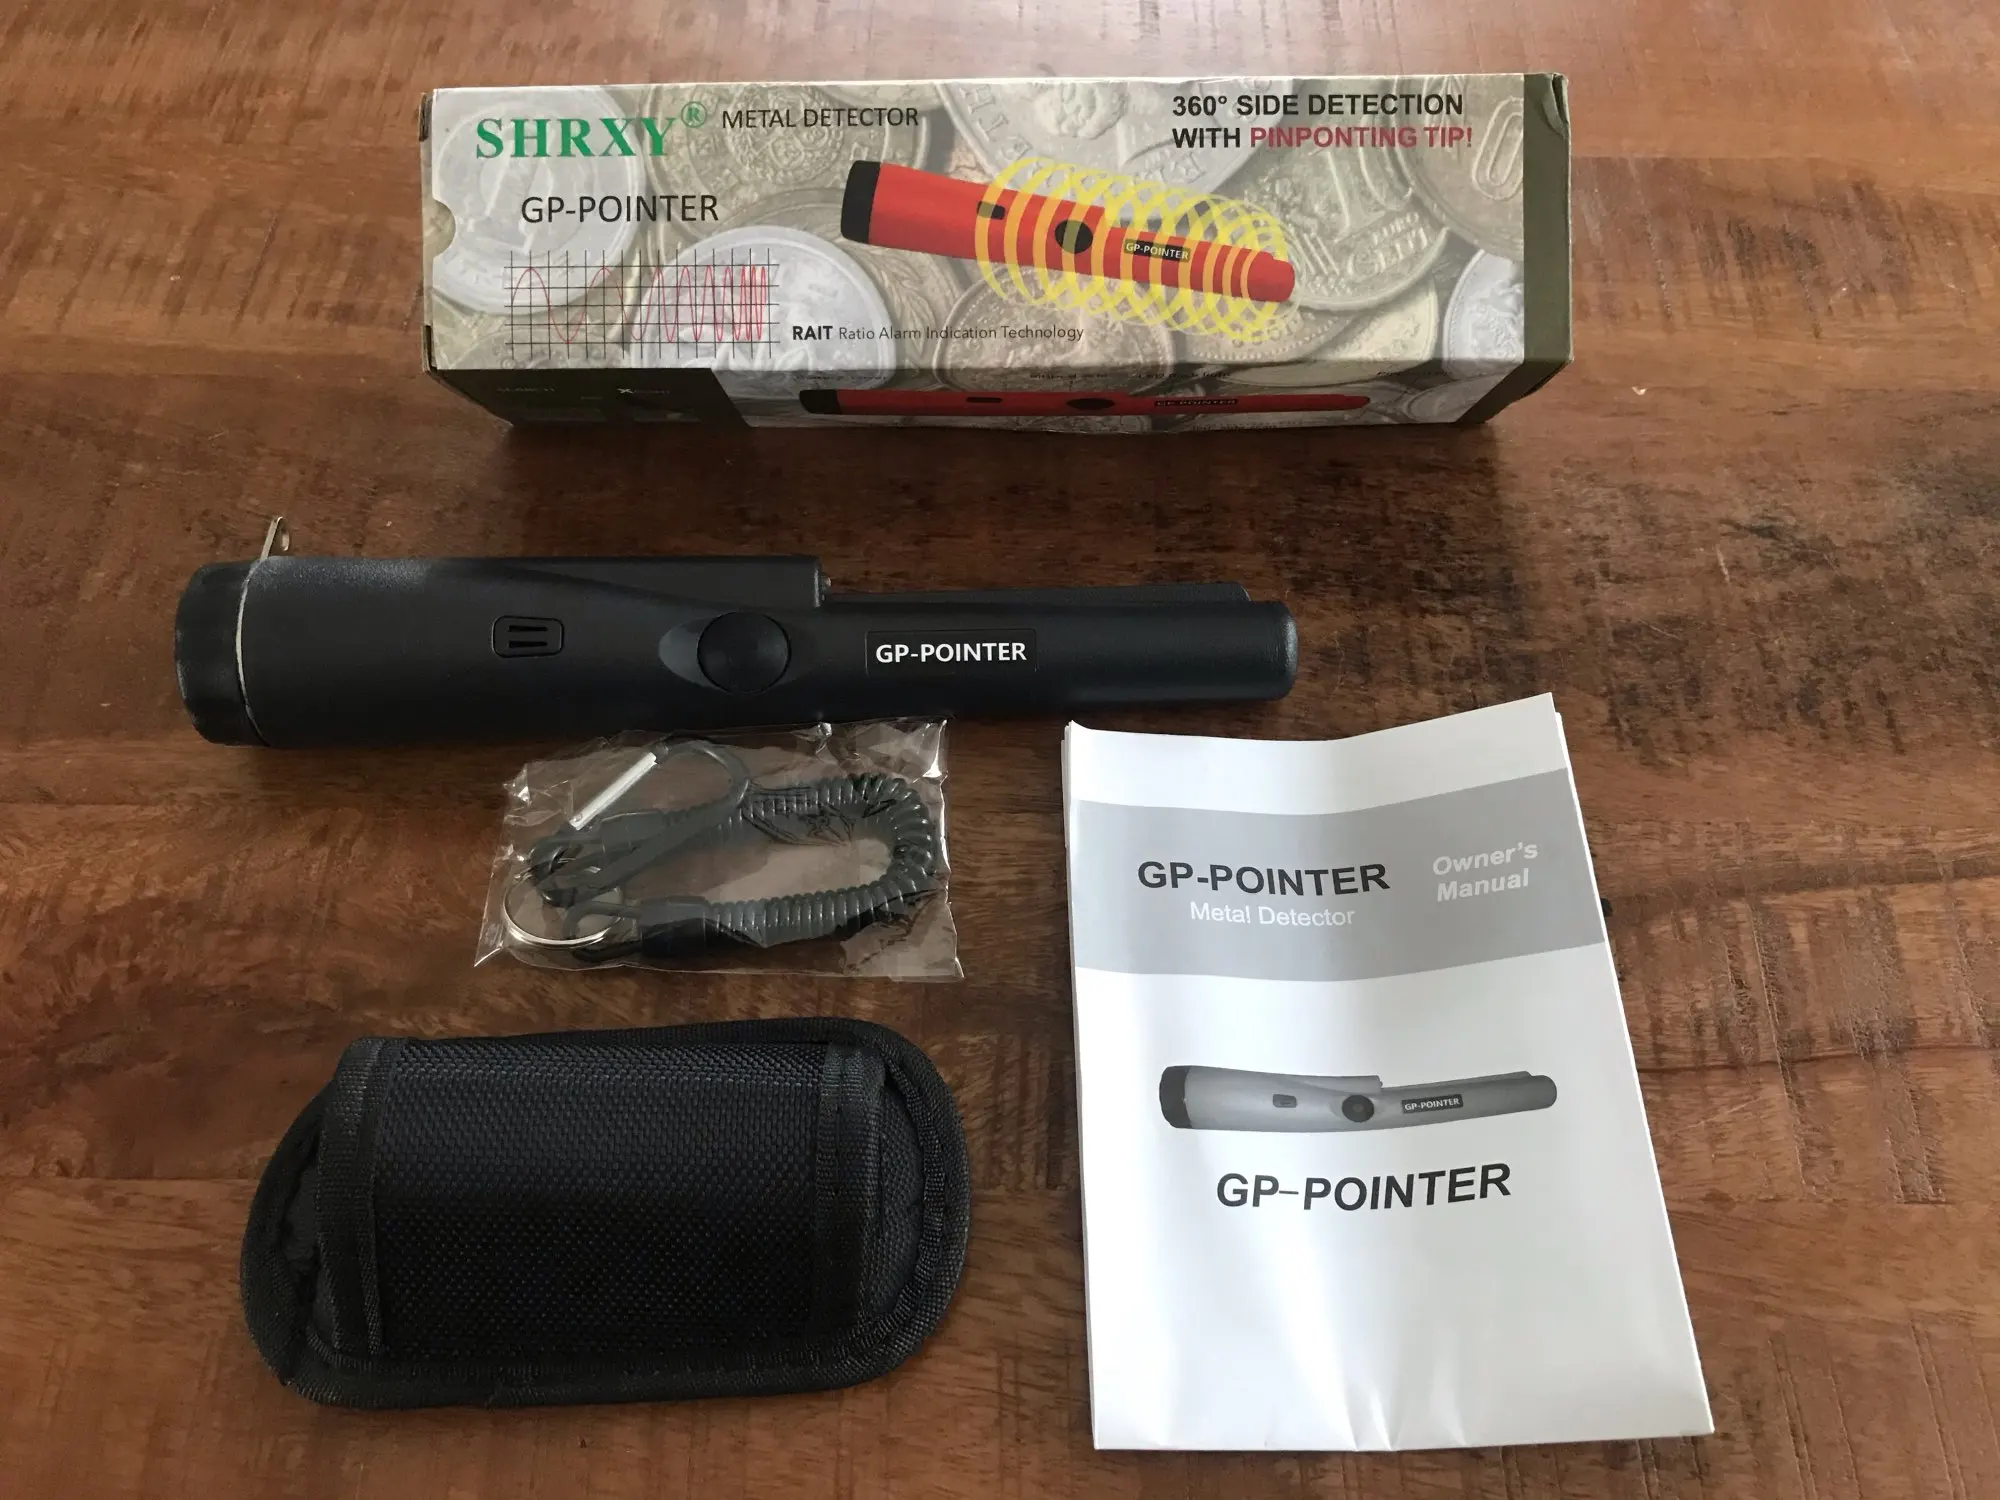 SHRXY® METAL DETECTOR
360° SIDE DETECTION
WITH PINPONTING TIP!
GP-POINTER
GP-POINTER
RAIT Ratio Alarm Indication Technology
GP-POINTER
GP-POINTER
GP-POINTER
Metal Detector
Owner's
Manual
GP-POINTER
GP-POINTER